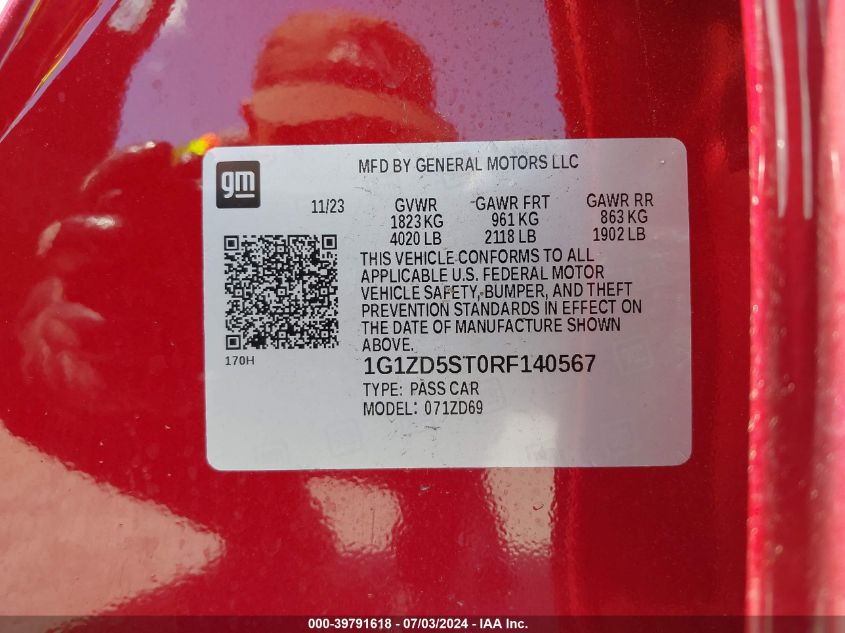 gm
MFD BY GENERAL MOTORS LLC
11/23 GVWR GAWR FRT GAWR RR
1823 KG 961 KG 863 KG
4020 LB 2118 LB 1902 LB
THIS VEHICLE CONFORMS TO ALL
APPLICABLE U.S. FEDERAL MOTOR
VEHICLE SAFETY, BUMPER, AND THEFT
PREVENTION STANDARDS IN EFFECT ON
THE DATE OF MANUFACTURE SHOWN
ABOVE.
170H
1G1ZD5ST0RF140567
TYPE: PASS CAR
MODEL: 071ZD69
000-39791618 - 07/03/2024 - IAA Inc.